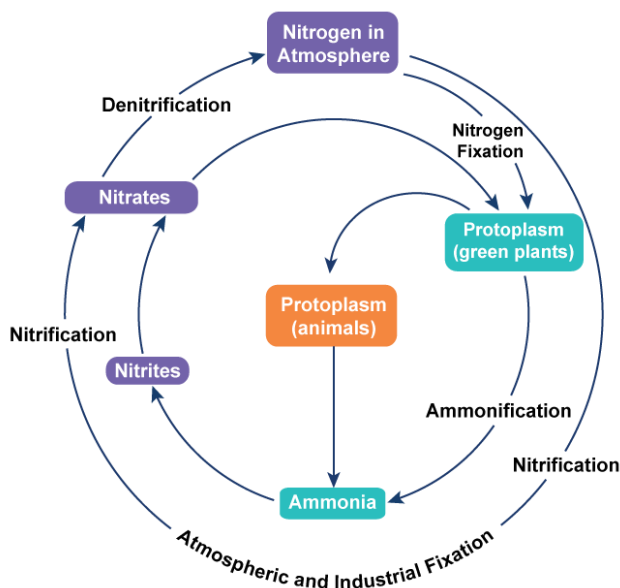 Nitrogen in
Atmosphere
Denitrification
Nitrogen
Fixation
Nitrates
Protoplasm
(green plants)
Protoplasm
(animals)
Nitrification
Nitrites
Ammonification
Nitrification
Ammonia
Atmospheric and Industrial Fixation